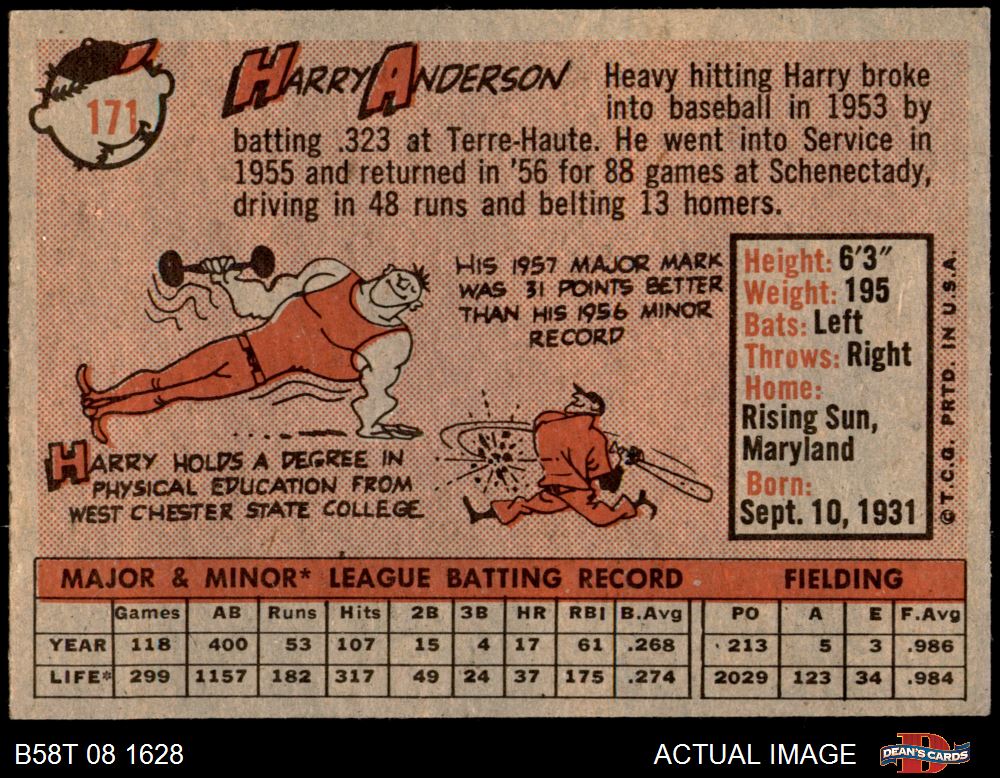 171
HARRY ANDERSON
Heavy hitting Harry broke
into baseball in 1953 by
batting .323 at Terre-Haute. He went into Service in
1955 and returned in '56 for 88 games at Schenectady,
driving in 48 runs and belting 13 homers.
HIS 1957 MAJOR MARK
WAS 31 POINTS BETTER
THAN HIS 1956 MINOR
RECORD
HARRY HOLDS A DEGREE IN
PHYSICAL EDUCATION FROM
WEST CHESTER STATE COLLEGE
Height: 6'3"
Weight: 195
Bats: Left
Throws: Right
Home:
Rising Sun,
Maryland
Born:
Sept. 10, 1931
© T.C.G. PRTD. IN U.S.A.
MAJOR & MINOR* LEAGUE BATTING RECORD FIELDING
Games AB Runs Hits 2B 3B HR RBI B.Avg PO A E F.Avg
YEAR 118 400 53 107 15 4 17 61 .268 213 5 3 .986
LIFE* 299 1157 182 317 49 24 37 175 .274 2029 123 34 .984
B58T 08 1628 ACTUAL IMAGE DEAN'S CARDS